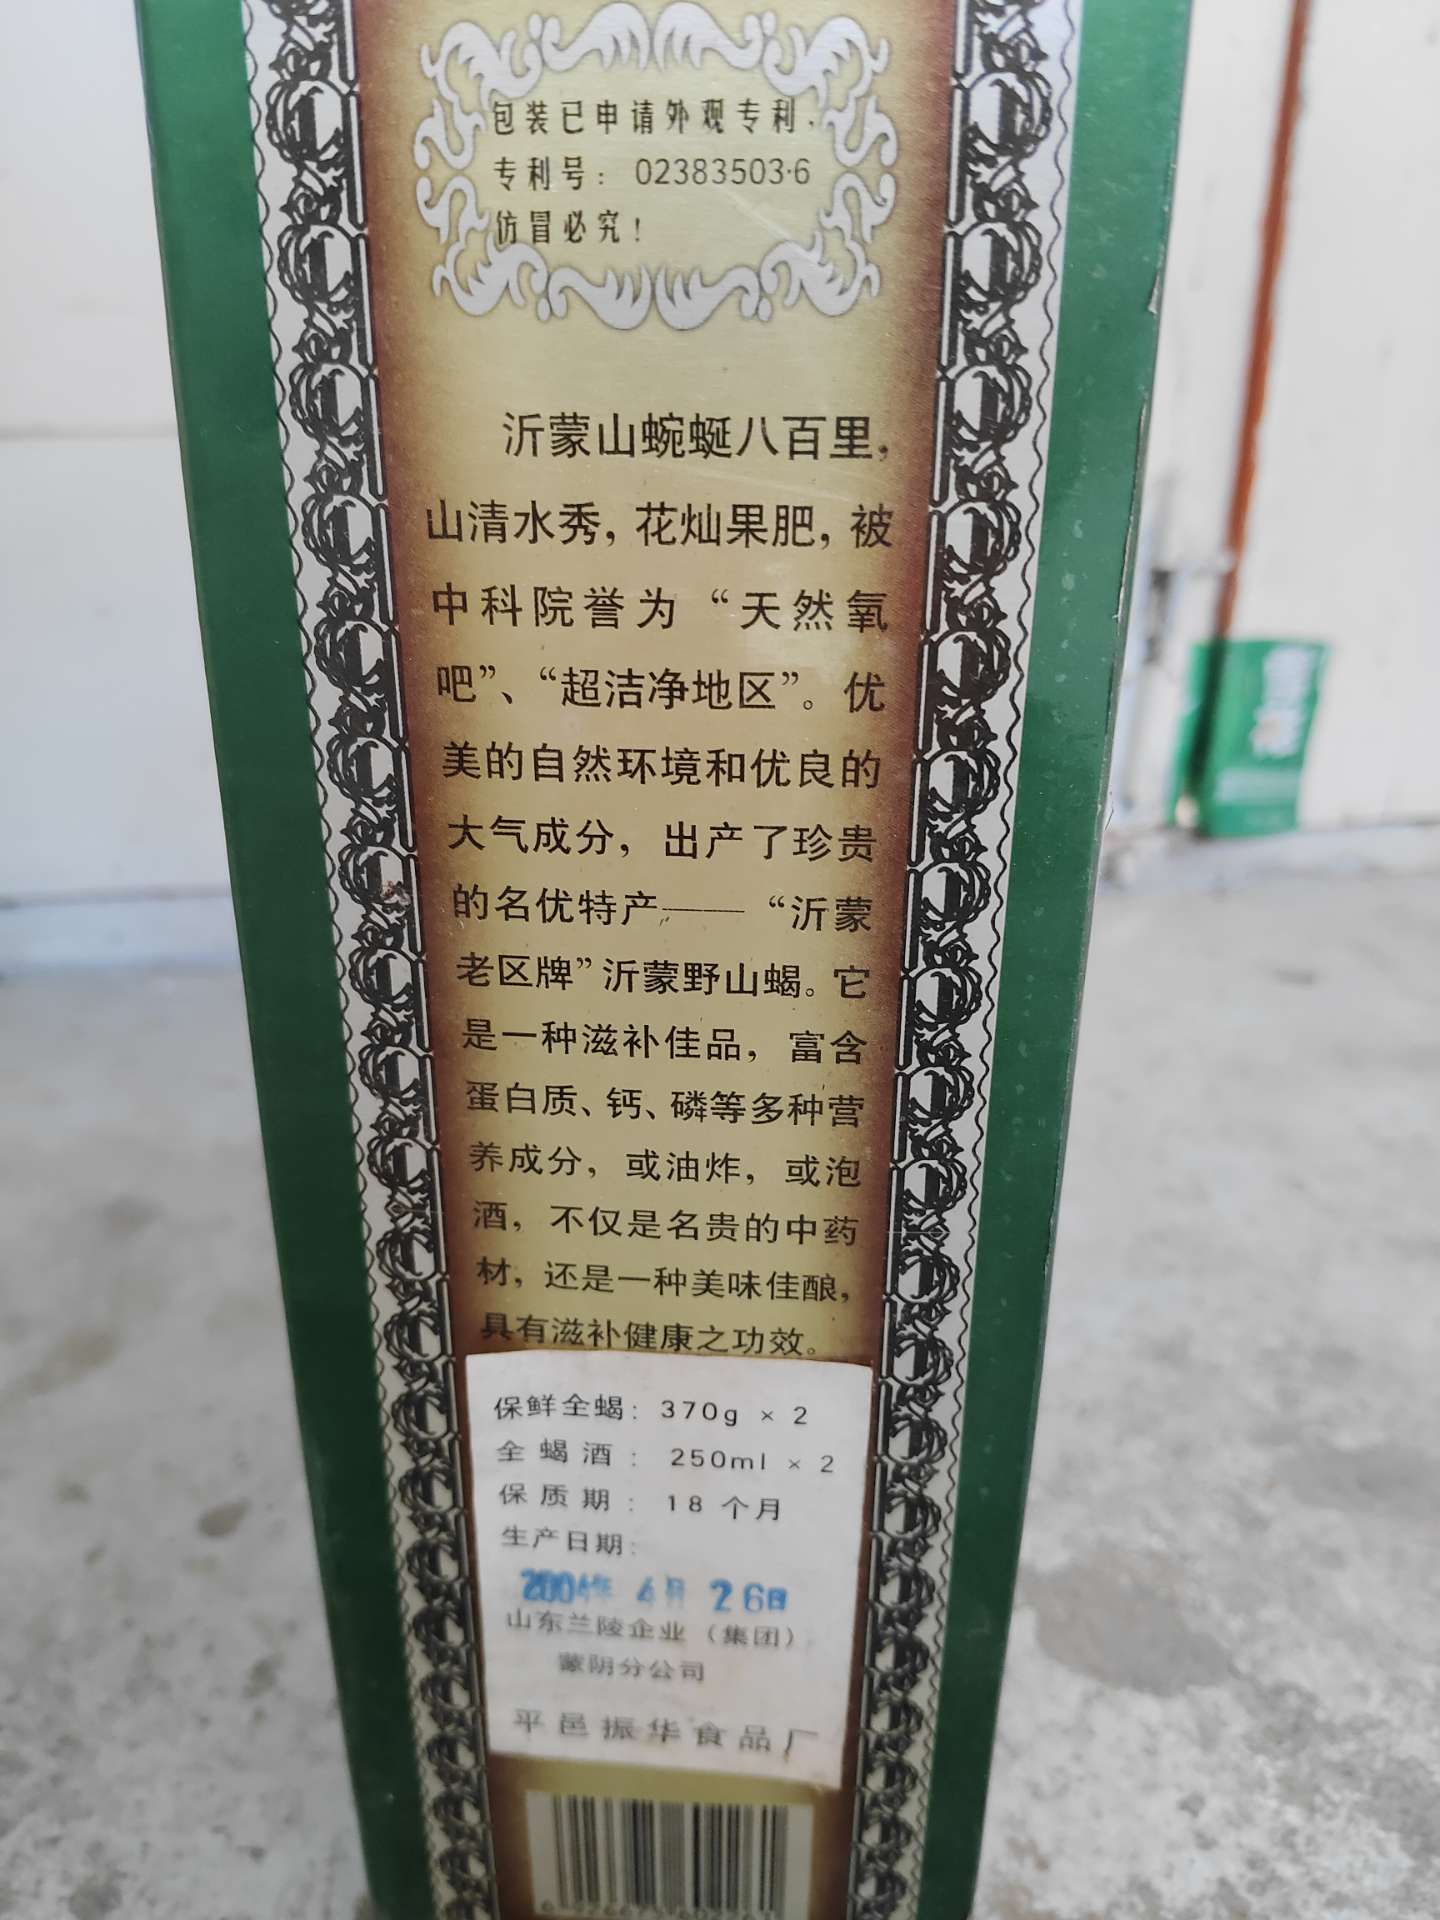 包装已申请外观专利,
专利号: 02383503·6
仿冒必究!
沂蒙山蜿蜒八百里,
山清水秀,花灿果肥,被
中科院誉为“天然氧
吧”、“超洁净地区”。优
美的自然环境和优良的
大气成分,出产了珍贵
的名优特产——“沂蒙
老区牌”沂蒙野山蝎。它
是一种滋补佳品,富含
蛋白质、钙、磷等多种营
养成分,或油炸,或泡
酒,不仅是名贵的中药
材,还是一种美味佳酿,
具有滋补健康之功效。
保鲜全蝎: 370g × 2
全蝎酒: 250ml × 2
保质期: 18个月
生产日期:
2004年 4月 26日
山东兰陵企业(集团)
蒙阴分公司
平邑振华食品厂